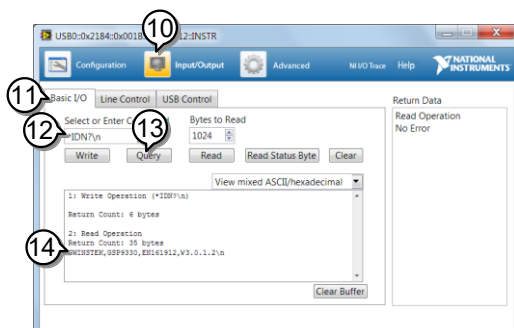 10
USB0::0x2184::0x001 12::INSTR
Configuration Input/Output Advanced NI I/O Trace Help NATIONAL INSTRUMENTS
11
Basic I/O Line Control USB Control
Return Data
12
13
Select or Enter Bytes to Read
Read Operation
No Error
*IDN?\n 1024
Write Query Read Read Status Byte Clear
View mixed ASCII/hexadecimal
1: Write Operation (*IDN?\n)
Return Count: 6 bytes
2: Read Operation
Return Count: 35 bytes
14
GWINSTEK,GSP9330,EN161912,V3.0.1.2\n
Clear Buffer